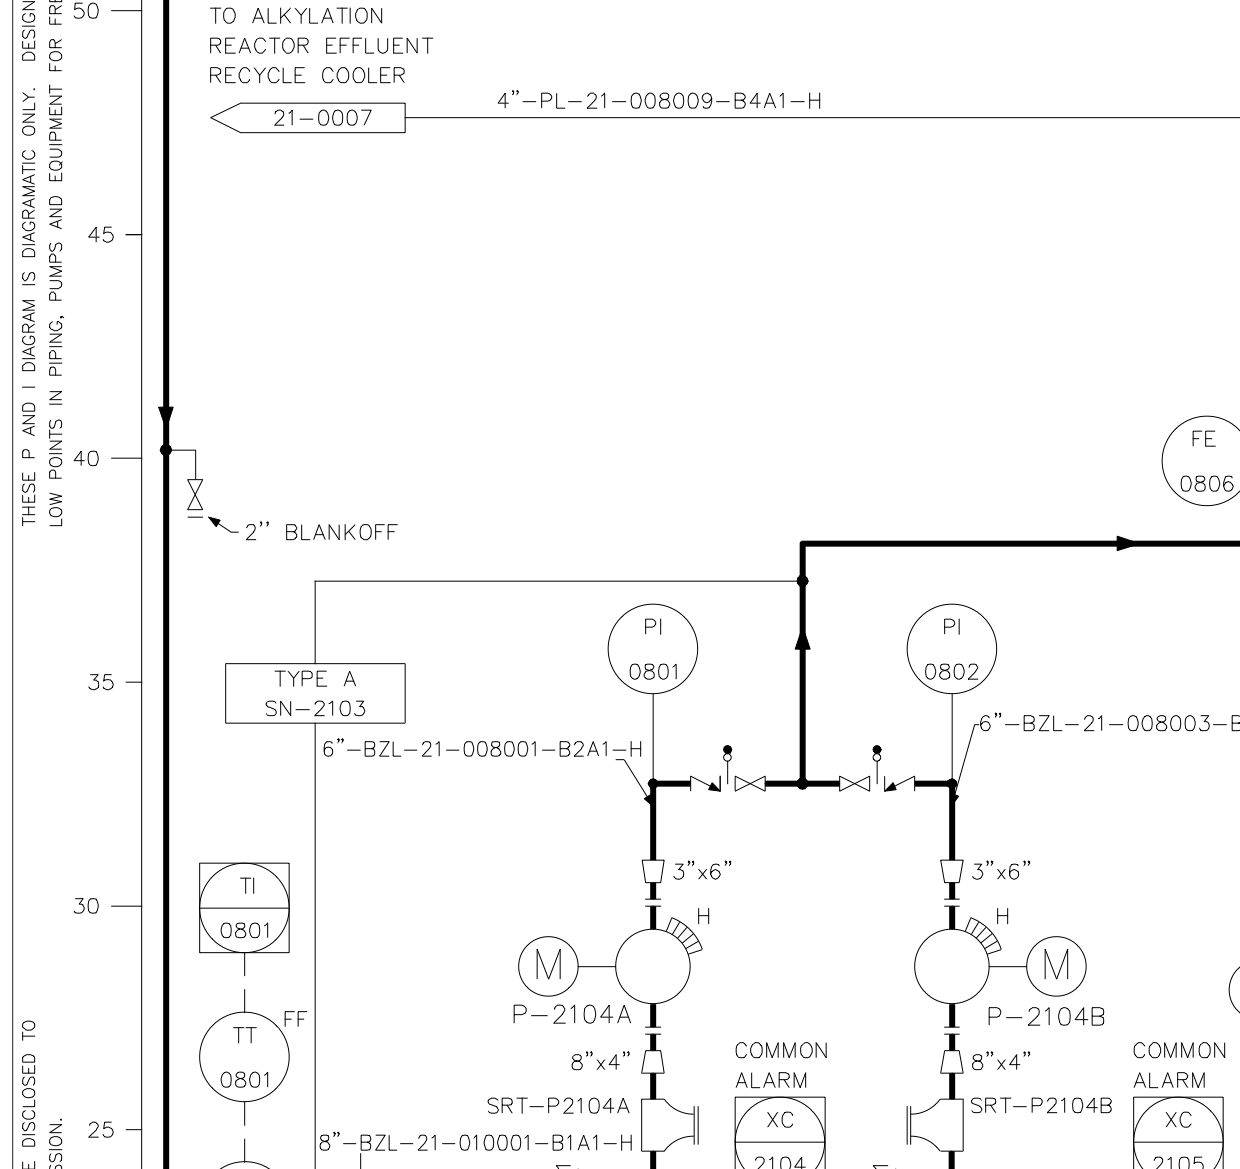 50
TO ALKYLATION
REACTOR EFFLUENT
RECYCLE COOLER
21-0007
4"-PL-21-008009-B4A1-H
THESE P AND I DIAGRAM IS DIAGRAMATIC ONLY. DESIGN
LOW POINTS IN PIPING, PUMPS AND EQUIPMENT FOR FRE
45
40
FE
0806
2'' BLANKOFF
PI
0801
PI
0802
35
TYPE A
SN-2103
6"-BZL-21-008001-B2A1-H
6"-BZL-21-008003-B
3"x6"
3"x6"
TI
0801
30
H
H
M
M
P-2104A
P-2104B
FF
TT
0801
8"x4"
8"x4"
COMMON
ALARM
COMMON
ALARM
SRT-P2104A
SRT-P2104B
XC
2104
XC
2105
25
8"-BZL-21-010001-B1A1-H
E DISCLOSED TO
SSION.